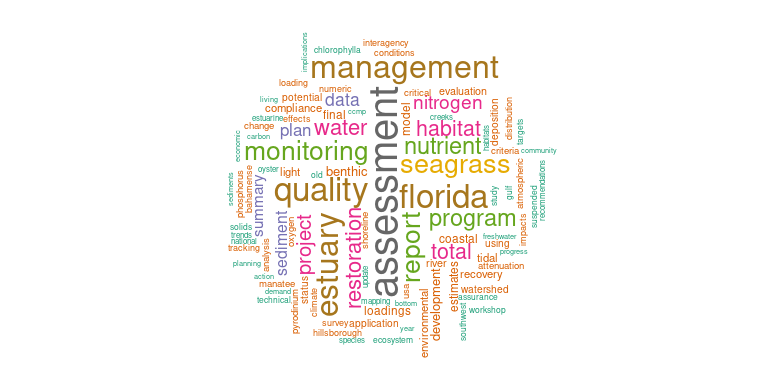 interagency
implications
chlorophylla
conditions
management
loading
numeric
critical
evaluation
living
potential
data
nitrogen
compliance
ccmp
estuarine
effects
final
model
creeks
deposition
distribution
targets
change
plan
water
habitat
carbon
economic
monitoring
assessment
nutrient
habitats
criteria
community
oyster
light
old
benthic
seagrass
sediments
phosphorus
bahamense
summary
quality
florida
study
gulf
atmospheric
suspended
recommendations
solids
trends
national
tracking
analysis
sediment
oxygen
project
estuary
restoration
shoreline
report
program
coastal
freshwater
using
impacts
total
progress
tidal
attenuation
planning
action
manatee
demand
technical
status
climate
pyrodinium
update
river
recovery
estimates
watershed
mapping
usa
bottom
loadings
development
environmental
assurance
southwest
workshop
survey
application
year
hillsborough
species
ecosystem